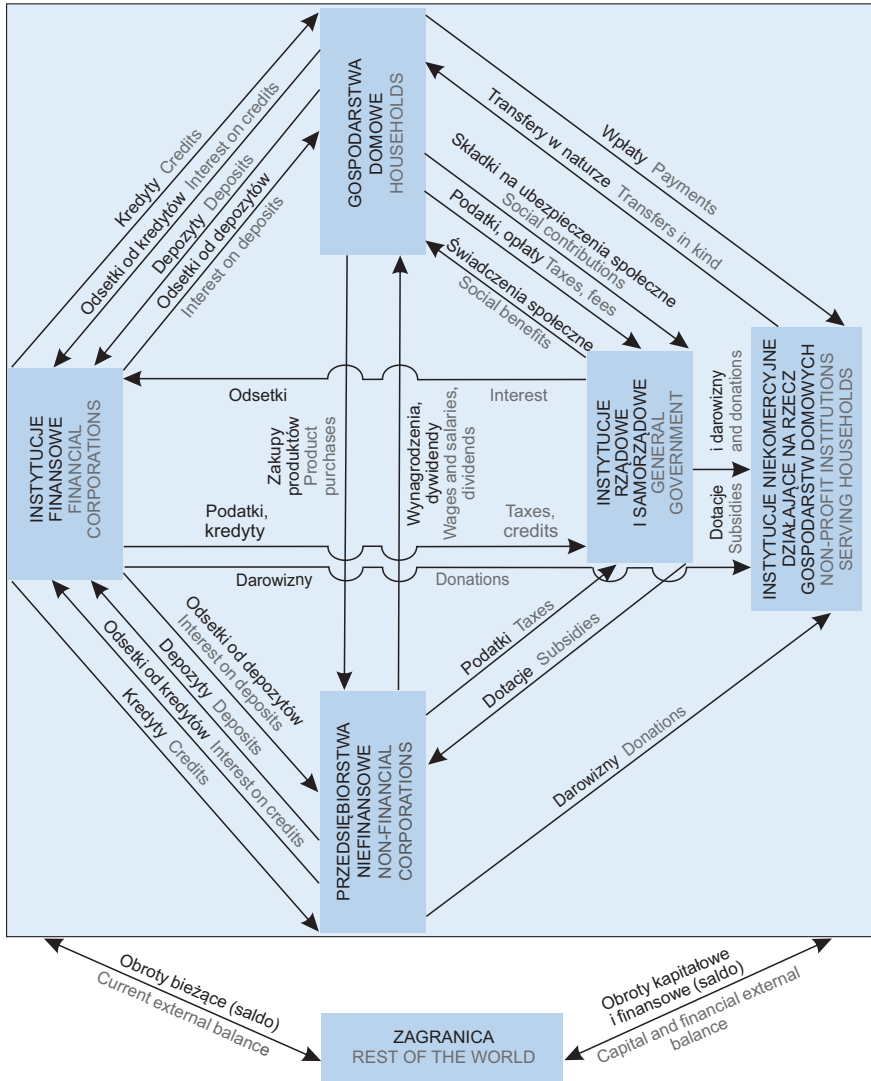 GOSPODARSTWA
DOMOWE
HOUSEHOLDS
Kredyty Credits
Odsetki od kredytów Interest on credits
Depozyty Deposits
Odsetki od depozytów
Interest on deposits
Wpłaty Payments
Transfery w naturze Transfers in kind
Składki na ubezpieczenia społeczne
Social contributions
Podatki, opłaty Taxes, fees
Świadczenia społeczne
Social benefits
INSTYTUCJE
FINANSOWE
FINANCIAL
CORPORATIONS
Odsetki Interest
Zakupy
produktów
Product
purchases
Wynagrodzenia,
dywidendy
Wages and salaries,
dividends
INSTYTUCJE
RZĄDOWE
I SAMORZĄDOWE
GENERAL
GOVERNMENT
Dotacje i darowizny
Subsidies and donations
INSTYTUCJE NIEKOMERCYJNE
DZIAŁAJĄCE NA RZECZ
GOSPODARSTW DOMOWYCH
NON-PROFIT INSTITUTIONS
SERVING HOUSEHOLDS
Podatki,
kredyty
Taxes,
credits
Darowizny Donations
Odsetki od depozytów
Interest on deposits
Depozyty Deposits
Odsetki od kredytów Interest on credits
Kredyty Credits
Podatki Taxes
Dotacje Subsidies
Darowizny Donations
PRZEDSIĘBIORSTWA
NIEFINANSOWE
NON-FINANCIAL
CORPORATIONS
Obroty bieżące (saldo)
Current external balance
Obroty kapitałowe
i finansowe (saldo)
Capital and financial external
balance
ZAGRANICA
REST OF THE WORLD